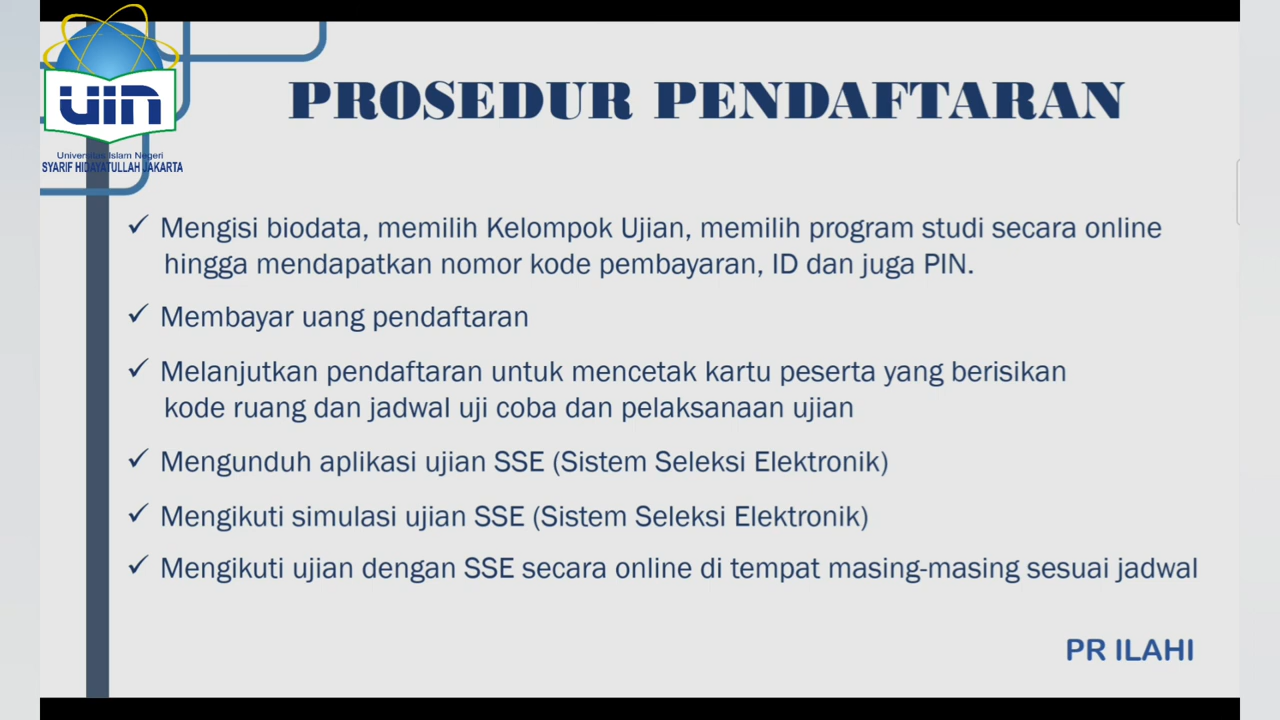 uin
Universitas Islam Negeri
SYARIF HIDAYATULLAH JAKARTA
PROSEDUR PENDAFTARAN
✓ Mengisi biodata, memilih Kelompok Ujian, memilih program studi secara online
hingga mendapatkan nomor kode pembayaran, ID dan juga PIN.
✓ Membayar uang pendaftaran
✓ Melanjutkan pendaftaran untuk mencetak kartu peserta yang berisikan
kode ruang dan jadwal uji coba dan pelaksanaan ujian
✓ Mengunduh aplikasi ujian SSE (Sistem Seleksi Elektronik)
✓ Mengikuti simulasi ujian SSE (Sistem Seleksi Elektronik)
✓ Mengikuti ujian dengan SSE secara online di tempat masing-masing sesuai jadwal
PR ILAHI